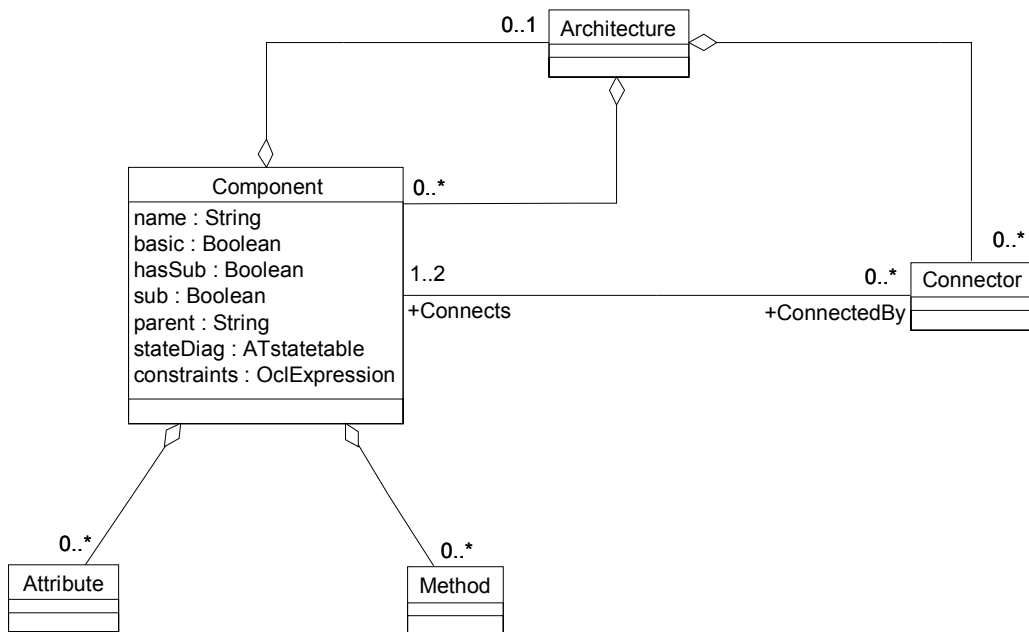 0..1
Architecture
Component
name : String
basic : Boolean
hasSub : Boolean
sub : Boolean
parent : String
stateDiag : ATstatetable
constraints : OclExpression
0..*
0..*
1..2
0..*
Connector
+Connects
+ConnectedBy
0..*
0..*
Attribute
Method